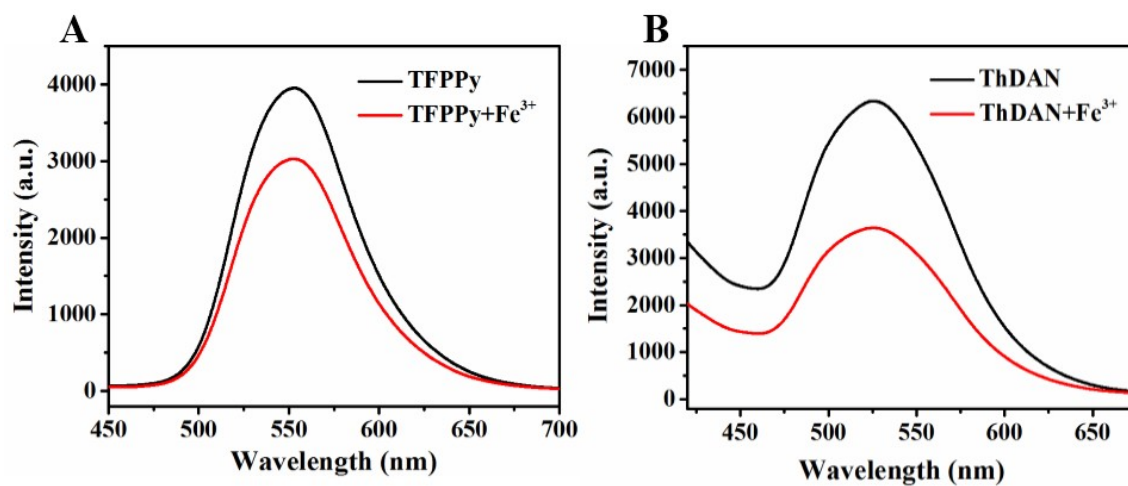 A
TFPPy
TFPPy+Fe³⁺
4000
3000
2000
1000
0
Intensity (a.u.)
450 500 550 600 650 700
Wavelength (nm)
B
ThDAN
ThDAN+Fe³⁺
7000
6000
5000
4000
3000
2000
1000
0
Intensity (a.u.)
450 500 550 600 650
Wavelength (nm)